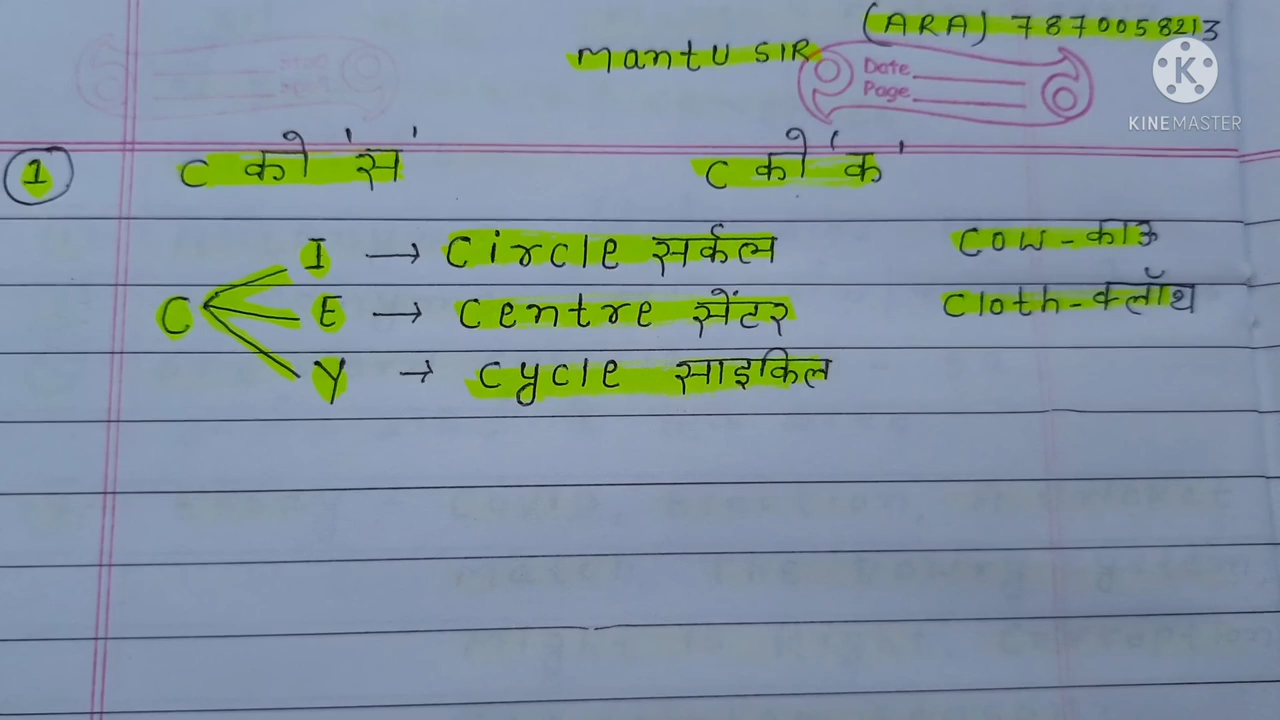 (ARA) 7870058213
Mantu SIR
Date
Page
KINEMASTER
1 C को 'स' C को 'क'
I → Circle सर्कल Cow - काऊ
C E → Centre सेंटर Cloth - क्लॉथ
Y → Cycle साइकिल